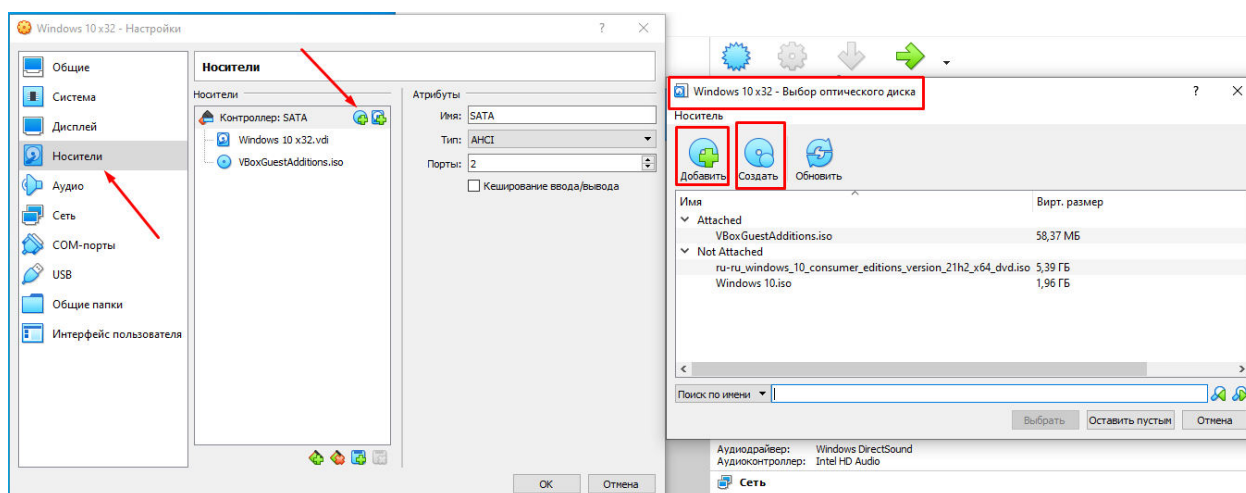 Windows 10 x32 - Настройки
?
Общие
Система
Дисплей
Носители
Аудио
Сеть
COM-порты
USB
Общие папки
Интерфейс пользователя
Носители
Носители
Контроллер: SATA
Windows 10 x32.vdi
VBoxGuestAdditions.iso
Атрибуты
Имя: SATA
Тип: AHCI
Порты: 2
Кеширование ввода/вывода
OK Отмена
Windows 10 x32 - Выбор оптического диска
?
Носитель
Добавить Создать Обновить
Имя Вирт. размер
Attached
VBoxGuestAdditions.iso 58,37 МБ
Not Attached
ru-ru_windows_10_consumer_editions_version_21h2_x64_dvd.iso 5,39 ГБ
Windows 10.iso 1,96 ГБ
Поиск по имени
Выбрать Оставить пустым Отмена
Аудиодрайвер: Windows DirectSound
Аудиоконтроллер: Intel HD Audio
Сеть